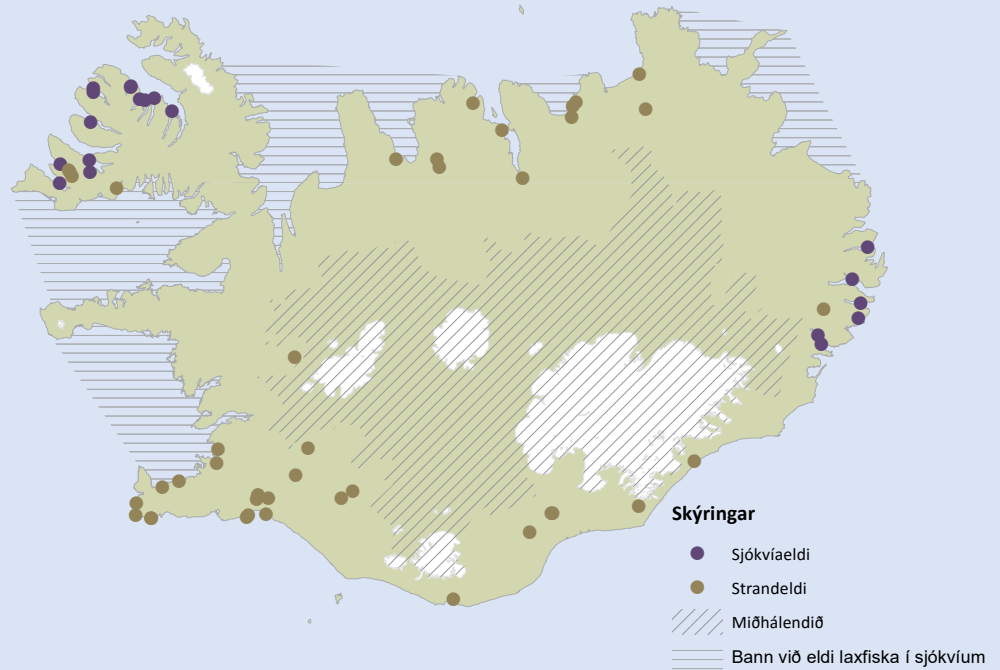 Skýringar
Sjókvíaeldi
Strandeldi
Miðhálendið
Bann við eldi laxfiska í sjókvíum